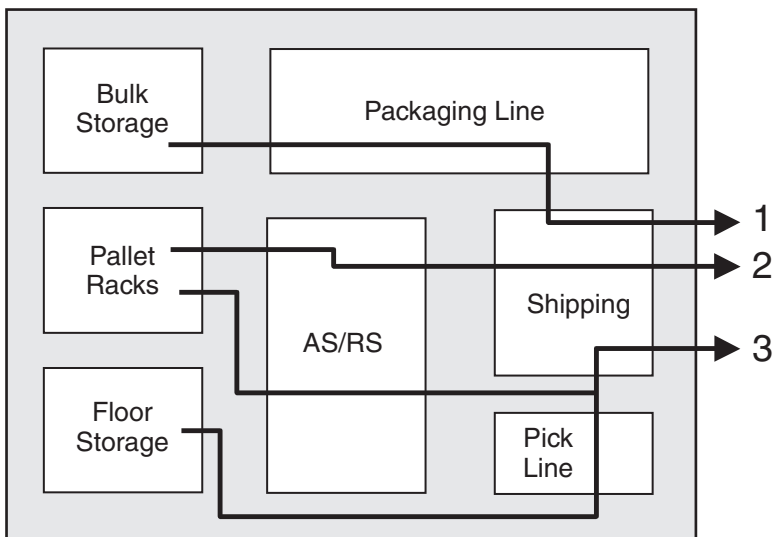 Bulk
Storage
Packaging Line
1
Pallet
Racks
2
Shipping
AS/RS
3
Floor
Storage
Pick
Line